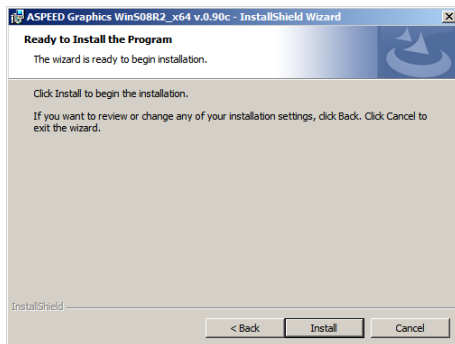 ASPEED Graphics WinS08R2_x64 v.0.90c - InstallShield Wizard
Ready to Install the Program
The wizard is ready to begin installation.
Click Install to begin the installation.
If you want to review or change any of your installation settings, click Back. Click Cancel to
exit the wizard.
InstallShield
< Back Install Cancel